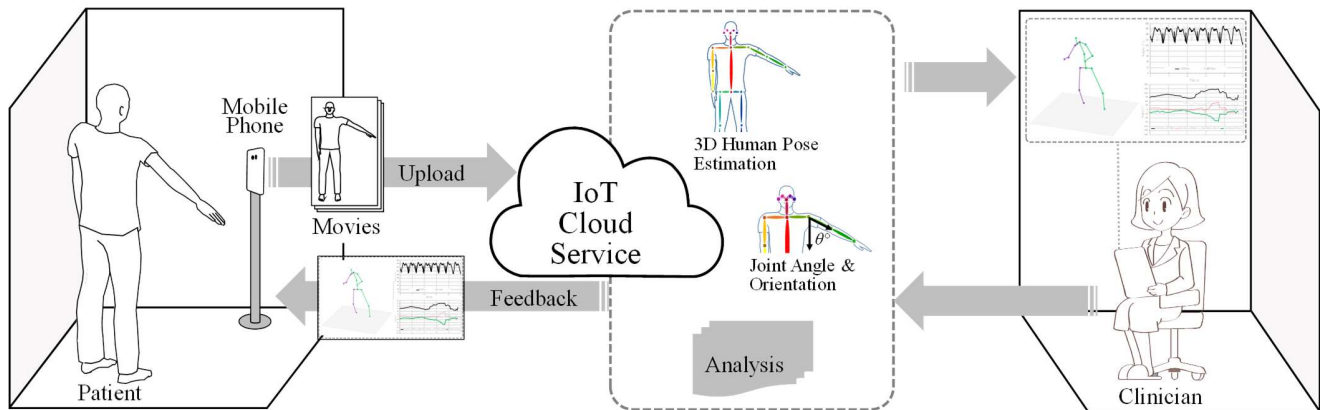 Mobile
Phone
Upload
Movies
Feedback
Patient
IoT
Cloud
Service
3D Human Pose
Estimation
θ°
Joint Angle &
Orientation
Analysis
Clinician